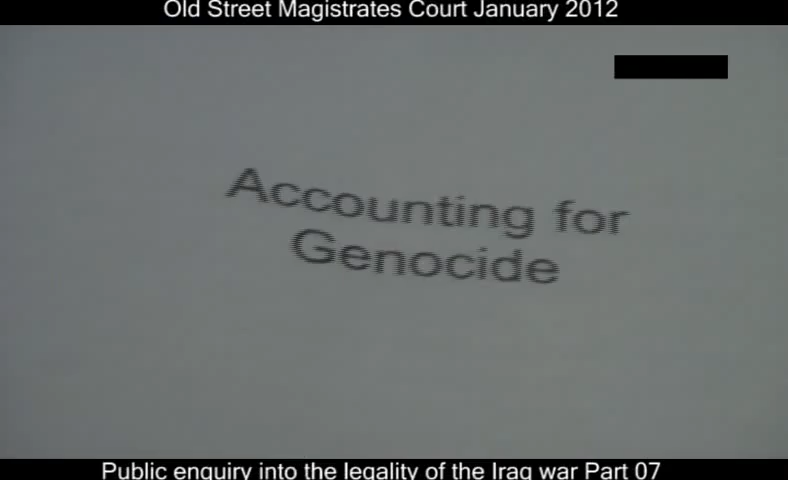 Old Street Magistrates Court January 2012
Accounting for
Genocide
Public enquiry into the legality of the Iraq war Part 07